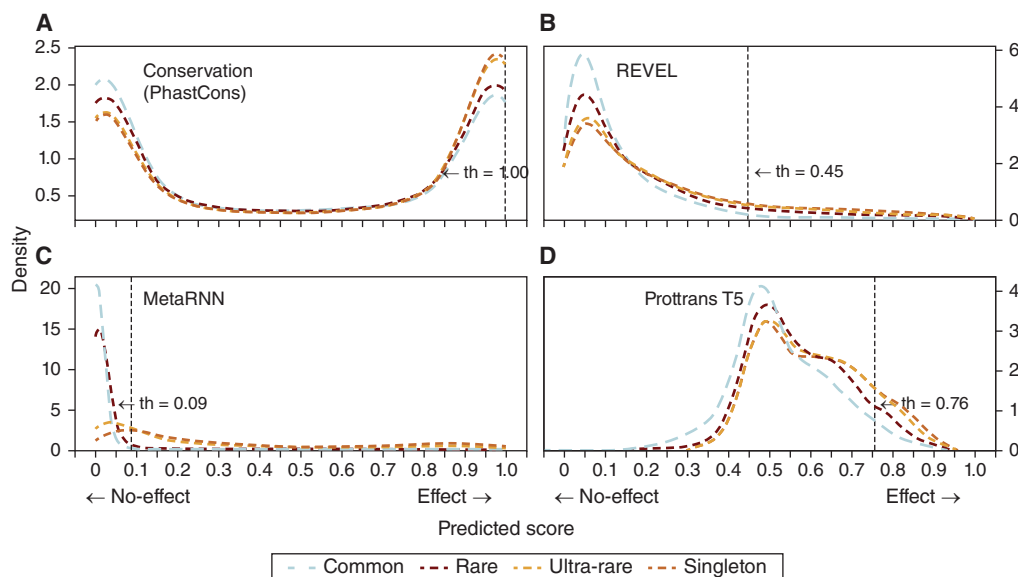 A
B
2.5
2.0
1.5
1.0
0.5
Conservation
(PhastCons)
← th = 1.00
REVEL
← th = 0.45
6
4
2
0
Density
C
D
20
15
10
5
0
MetaRNN
← th = 0.09
Prottrans T5
← th = 0.76
4
3
2
1
0
0 0.1 0.2 0.3 0.4 0.5 0.6 0.7 0.8 0.9 1.0
0 0.1 0.2 0.3 0.4 0.5 0.6 0.7 0.8 0.9 1.0
← No-effect Effect →
← No-effect Effect →
Predicted score
Common Rare Ultra-rare Singleton